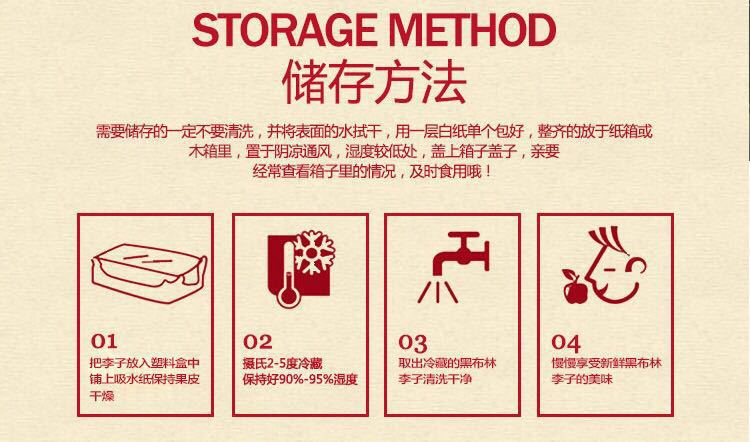 STORAGE METHOD
储存方法
需要储存的一定不要清洗，并将表面的水拭干，用一层白纸单个包好，整齐的放于纸箱或
木箱里，置于阴凉通风，湿度较低处，盖上箱子盖子，亲要
经常查看箱子里的情况，及时食用哦！
01
把李子放入塑料盒中
铺上吸水纸保持果皮
干燥
02
摄氏2-5度冷藏
保持好90%-95%湿度
03
取出冷藏的黑布林
李子清洗干净
04
慢慢享受新鲜黑布林
李子的美味